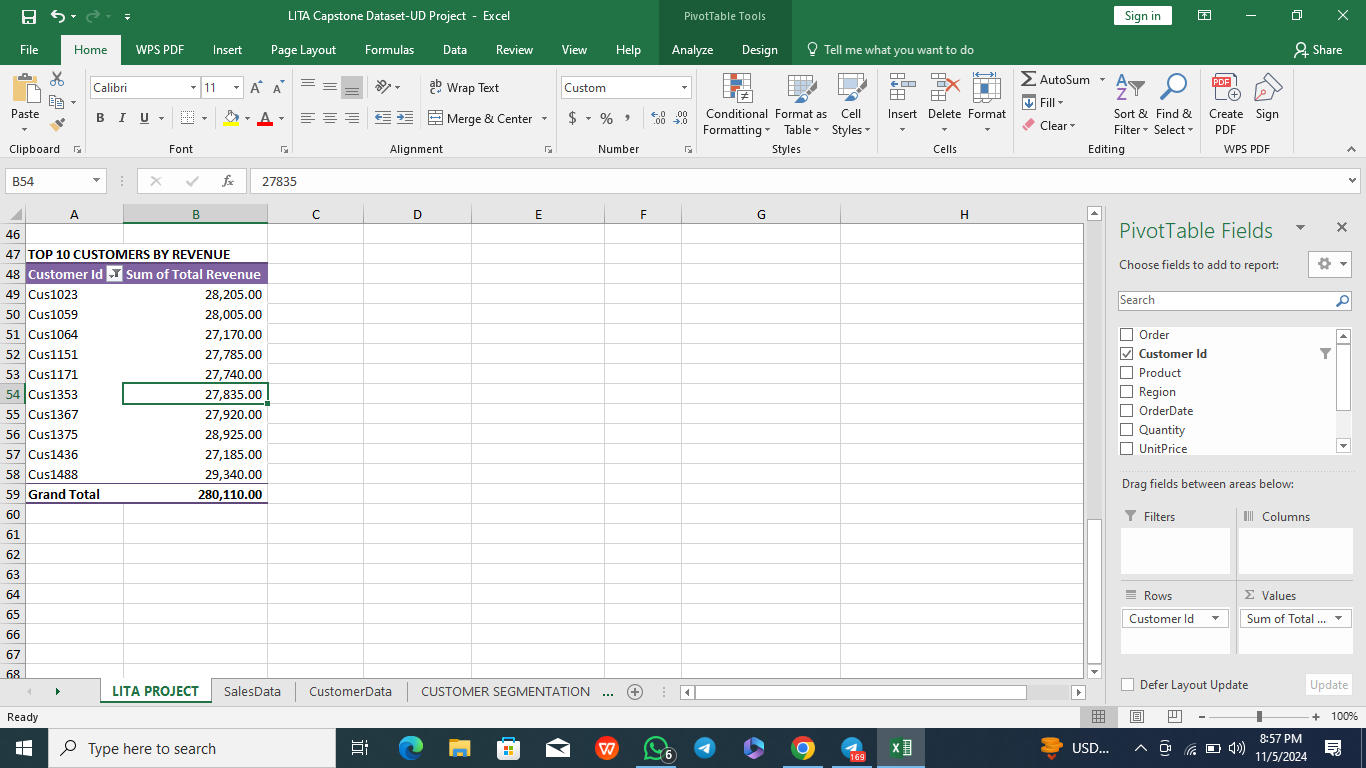 LITA Capstone Dataset-UD Project - Excel
PivotTable Tools
Sign in
File Home WPS PDF Insert Page Layout Formulas Data Review View Help Analyze Design Tell me what you want to do Share
Paste
Clipboard
Calibri 11
B I U
Font
Wrap Text
Merge & Center
Alignment
Custom
$ % ,
Number
Conditional Formatting
Format as Table
Cell Styles
Styles
Insert
Delete
Format
Cells
AutoSum
Fill
Clear
Sort & Filter
Find & Select
Editing
Create PDF
Sign
WPS PDF
B54 fx 27835
A B C D E F G H
46
47 TOP 10 CUSTOMERS BY REVENUE
48 Customer Id Sum of Total Revenue
49 Cus1023 28,205.00
50 Cus1059 28,005.00
51 Cus1064 27,170.00
52 Cus1151 27,785.00
53 Cus1171 27,740.00
54 Cus1353 27,835.00
55 Cus1367 27,920.00
56 Cus1375 28,925.00
57 Cus1436 27,185.00
58 Cus1488 29,340.00
59 Grand Total 280,110.00
60
61
62
63
64
65
66
67
68
PivotTable Fields
Choose fields to add to report:
Search
Order
Customer Id
Product
Region
OrderDate
Quantity
UnitPrice
Drag fields between areas below:
Filters Columns
Rows Values
Customer Id Sum of Total ...
Defer Layout Update Update
LITA PROJECT SalesData CustomerData CUSTOMER SEGMENTATION ...
Ready 100%
Type here to search
6
169
USD...
8:57 PM
11/5/2024